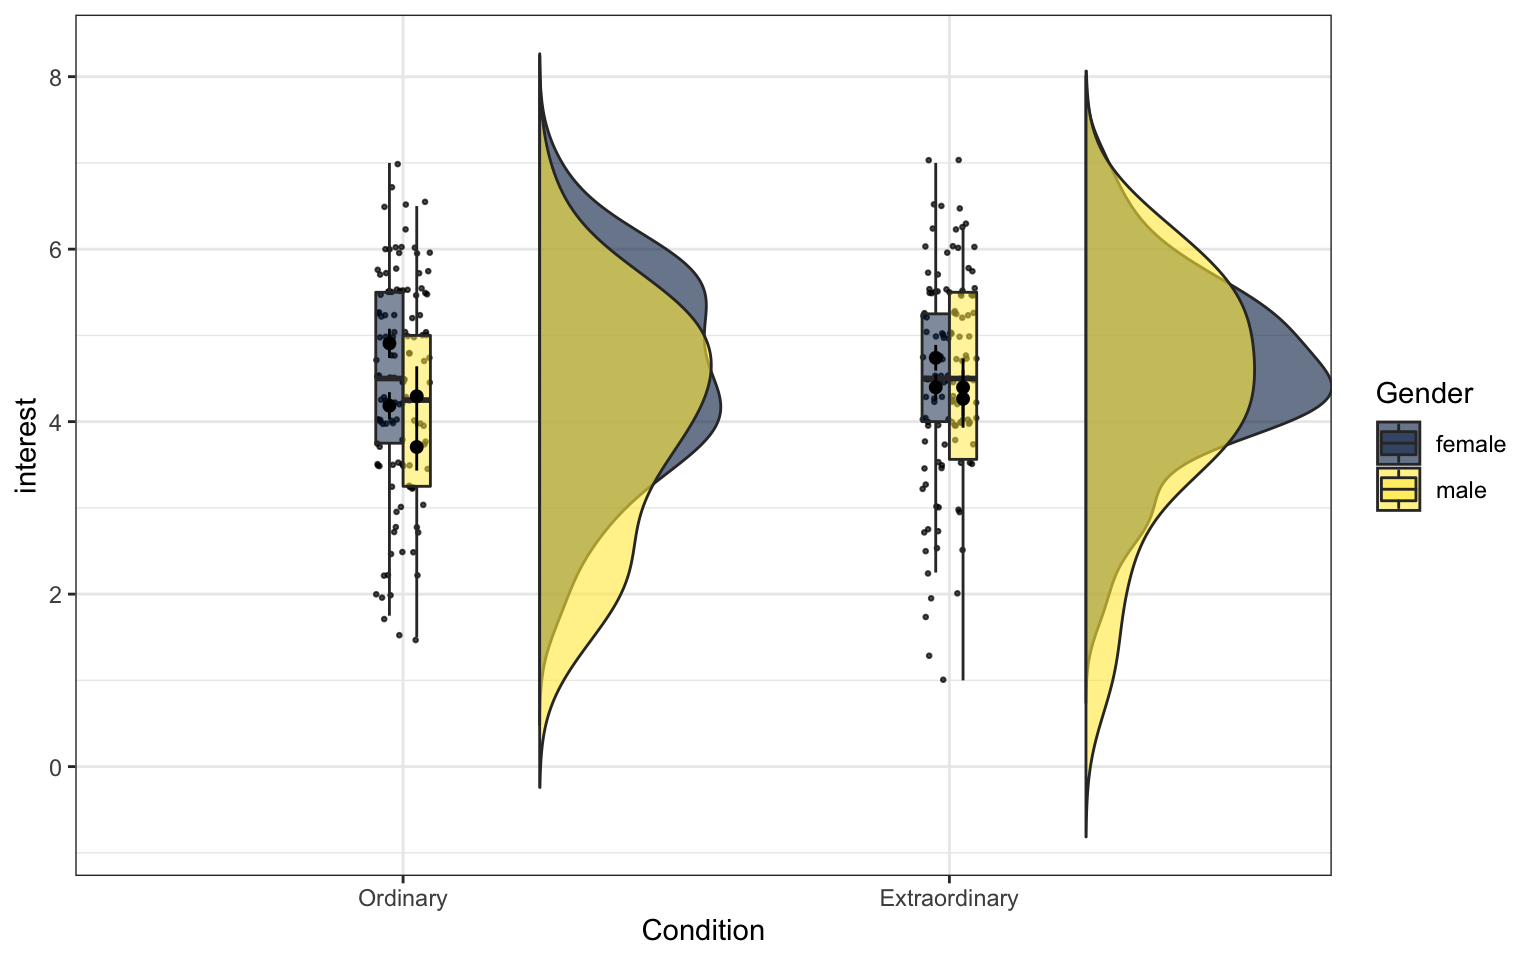 8
6
4
2
0
interest
Ordinary
Extraordinary
Condition
Gender
female
male